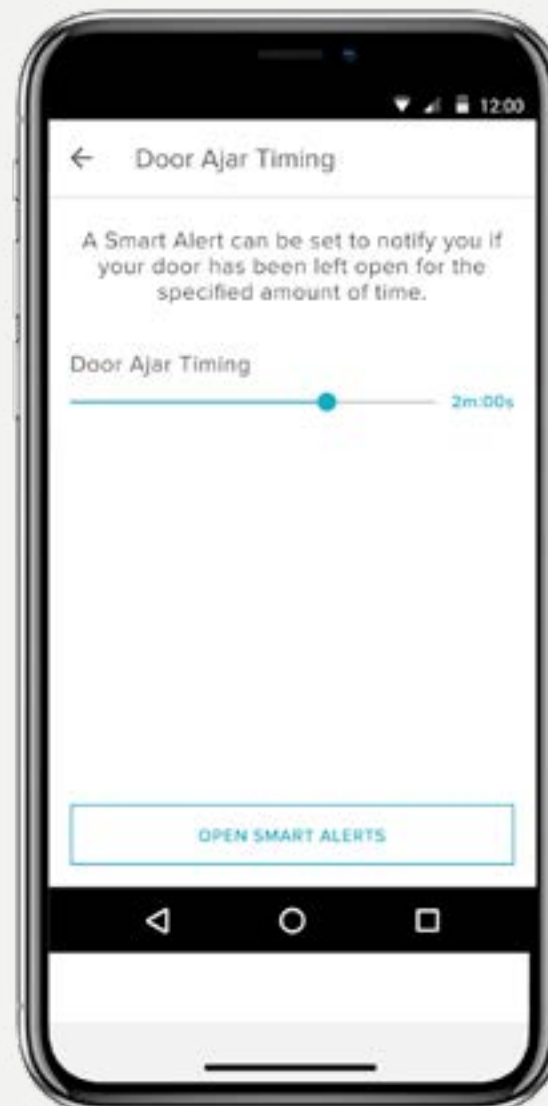 12:00
Door Ajar Timing
A Smart Alert can be set to notify you if
your door has been left open for the
specified amount of time.
Door Ajar Timing
2m:00s
OPEN SMART ALERTS